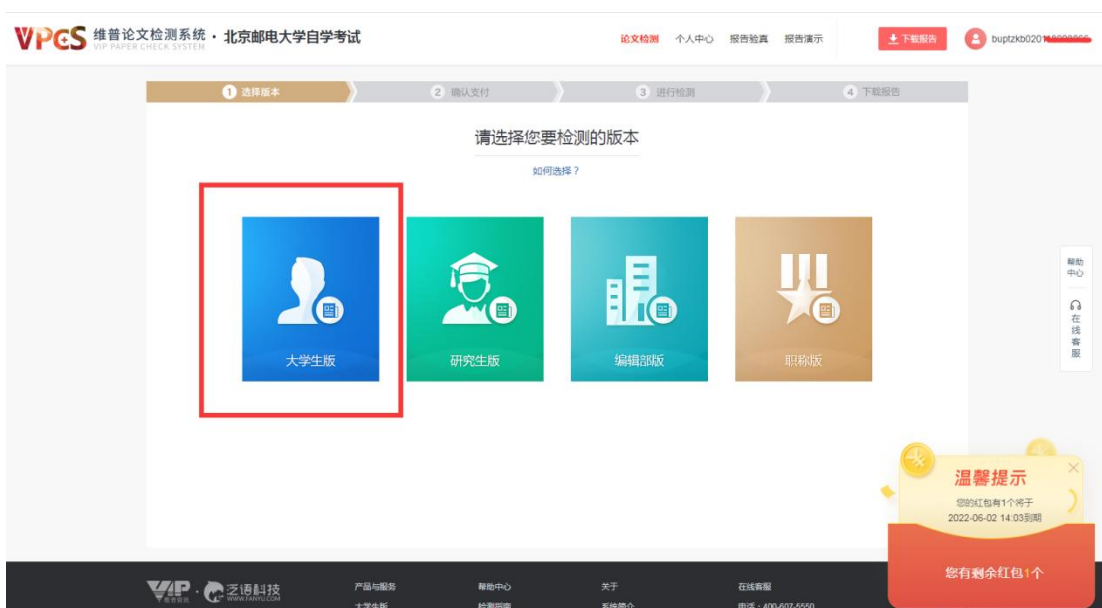 VPCS 维普论文检测系统 · 北京邮电大学自学考试
VIP PAPER CHECK SYSTEM
论文检测 个人中心 报告验真 报告演示 下载报告 buptzkb020
1 选择版本 2 确认支付 3 进行检测 4 下载报告
请选择您要检测的版本
如何选择?
大学生版 研究生版 编辑部版 职称版
帮助
中心
在
线
客
服
温馨提示
您的红包有1个将于
2022-06-02 14:03到期
您有剩余红包1个
VIP · 泛语科技
维普资讯 WWW.FANYU.COM
产品与服务 帮助中心 关于 在线客服
大学生版 检测指南 系统简介 电话:400-607-5550